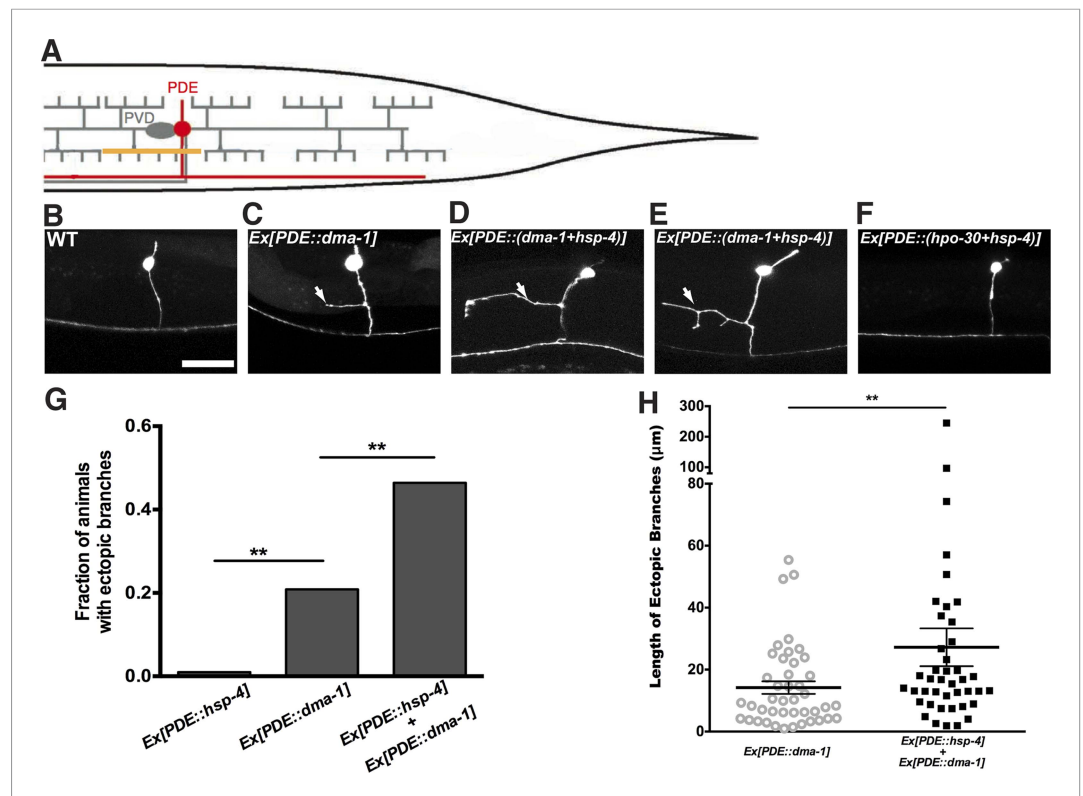 A
PDE
PVD
B
WT
C
Ex[PDE::dma-1]
D
Ex[PDE::(dma-1+hsp-4)]
E
Ex[PDE::(dma-1+hsp-4)]
F
Ex[PDE::(hpo-30+hsp-4)]
G
Fraction of animals
with ectopic branches
0.6
0.4
0.2
0.0
**
**
Ex[PDE::hsp-4]
Ex[PDE::dma-1]
Ex[PDE::hsp-4]
+
Ex[PDE::dma-1]
H
Length of Ectopic Branches (µm)
300
200
100
80
60
40
20
0
**
Ex[PDE::dma-1]
Ex[PDE::hsp-4]
+
Ex[PDE::dma-1]